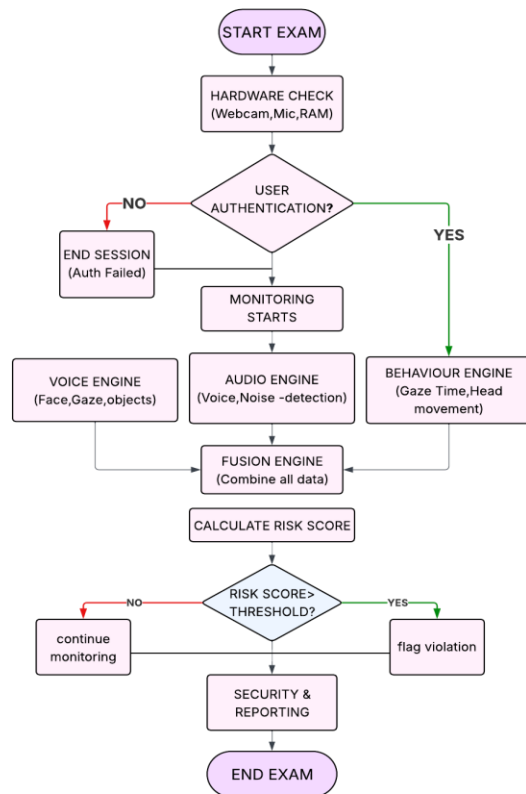 START EXAM
HARDWARE CHECK
(Webcam,Mic,RAM)
USER
AUTHENTICATION?
NO
YES
END SESSION
(Auth Failed)
MONITORING
STARTS
VOICE ENGINE
(Face,Gaze,objects)
AUDIO ENGINE
(Voice,Noise -detection)
BEHAVIOUR ENGINE
(Gaze Time,Head
movement)
FUSION ENGINE
(Combine all data)
CALCULATE RISK SCORE
RISK SCORE>
THRESHOLD?
NO
YES
continue
monitoring
flag violation
SECURITY &
REPORTING
END EXAM